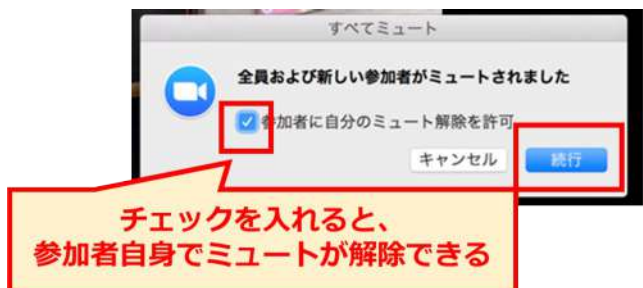 すべてミュート
全員および新しい参加者がミュートされました
参加者に自分のミュート解除を許可
キャンセル
続行
チェックを入れると、
参加者自身でミュートが解除できる